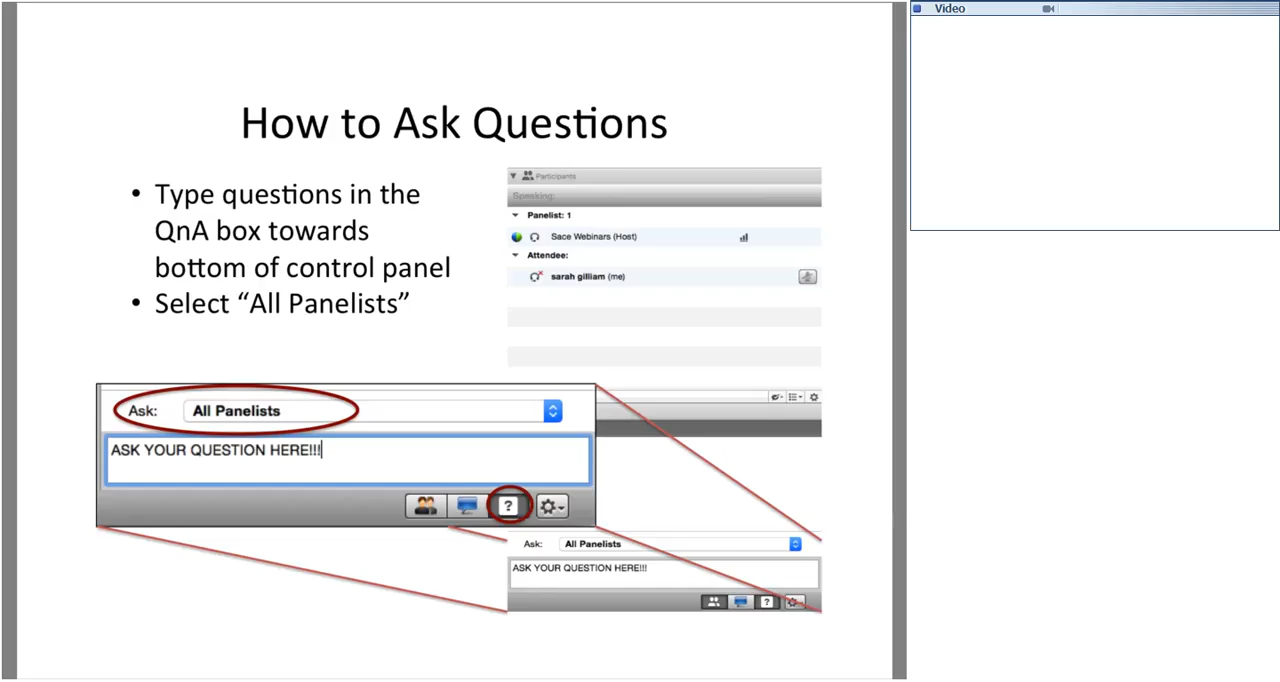 Video
How to Ask Questions
• Type questions in the
QnA box towards
bottom of control panel
• Select “All Panelists”
Participants
Speaking:
Panelist: 1
Sace Webinars (Host)
Attendee:
sarah gilliam (me)
Ask: All Panelists
ASK YOUR QUESTION HERE!!!
?
Ask: All Panelists
ASK YOUR QUESTION HERE!!!
?